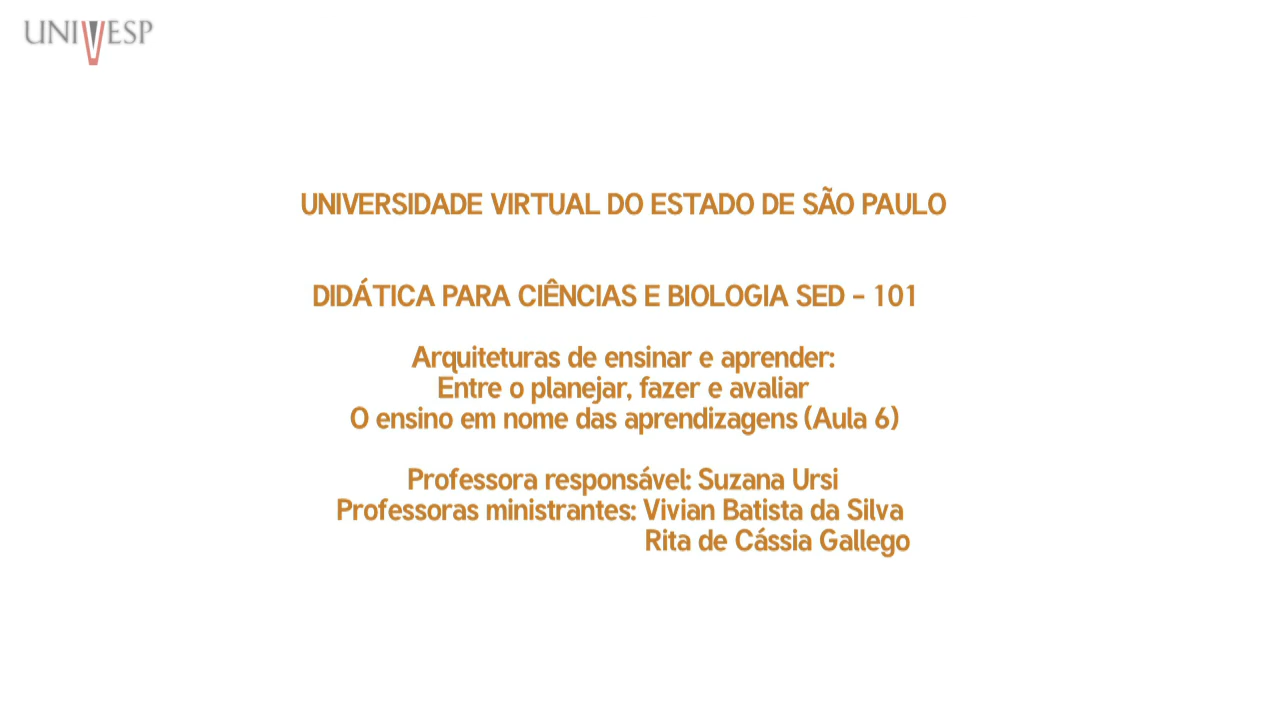 UNIVESP
UNIVERSIDADE VIRTUAL DO ESTADO DE SÃO PAULO
DIDÁTICA PARA CIÊNCIAS E BIOLOGIA SED - 101
Arquiteturas de ensinar e aprender:
Entre o planejar, fazer e avaliar
O ensino em nome das aprendizagens (Aula 6)
Professora responsável: Suzana Ursi
Professoras ministrantes: Vivian Batista da Silva
Rita de Cássia Gallego